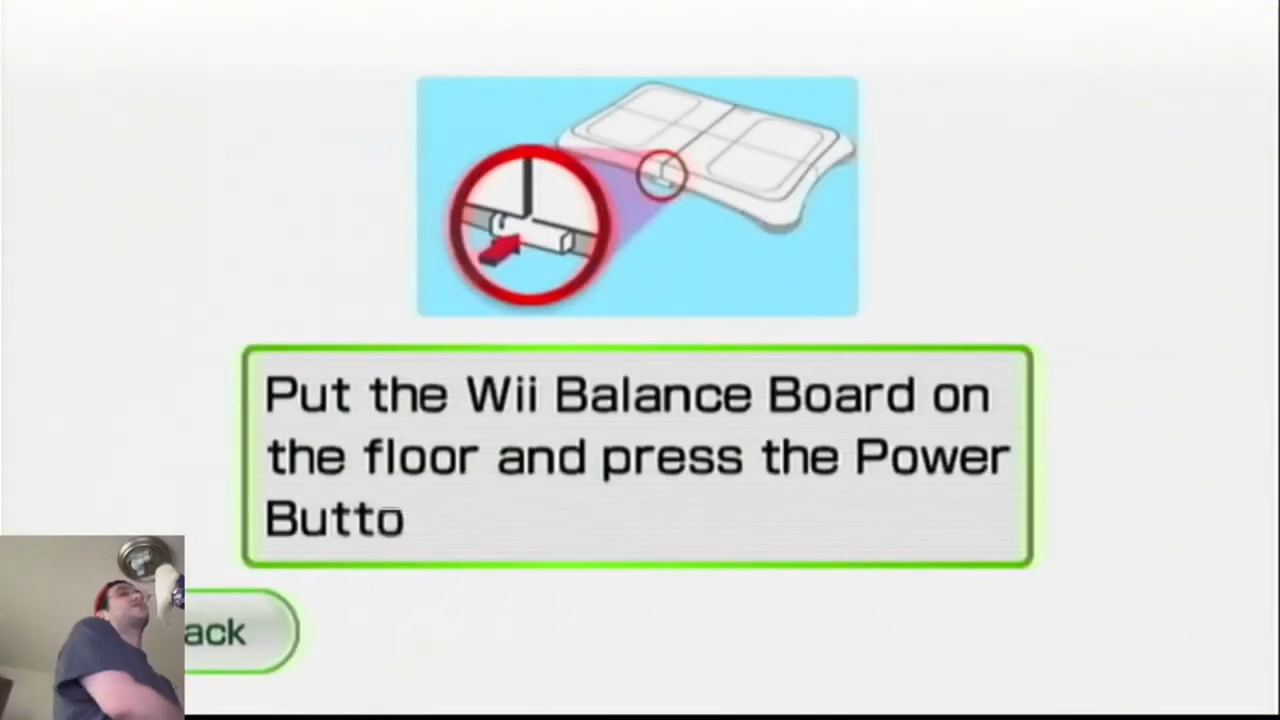 Put the Wii Balance Board on
the floor and press the Power
Butto
ack